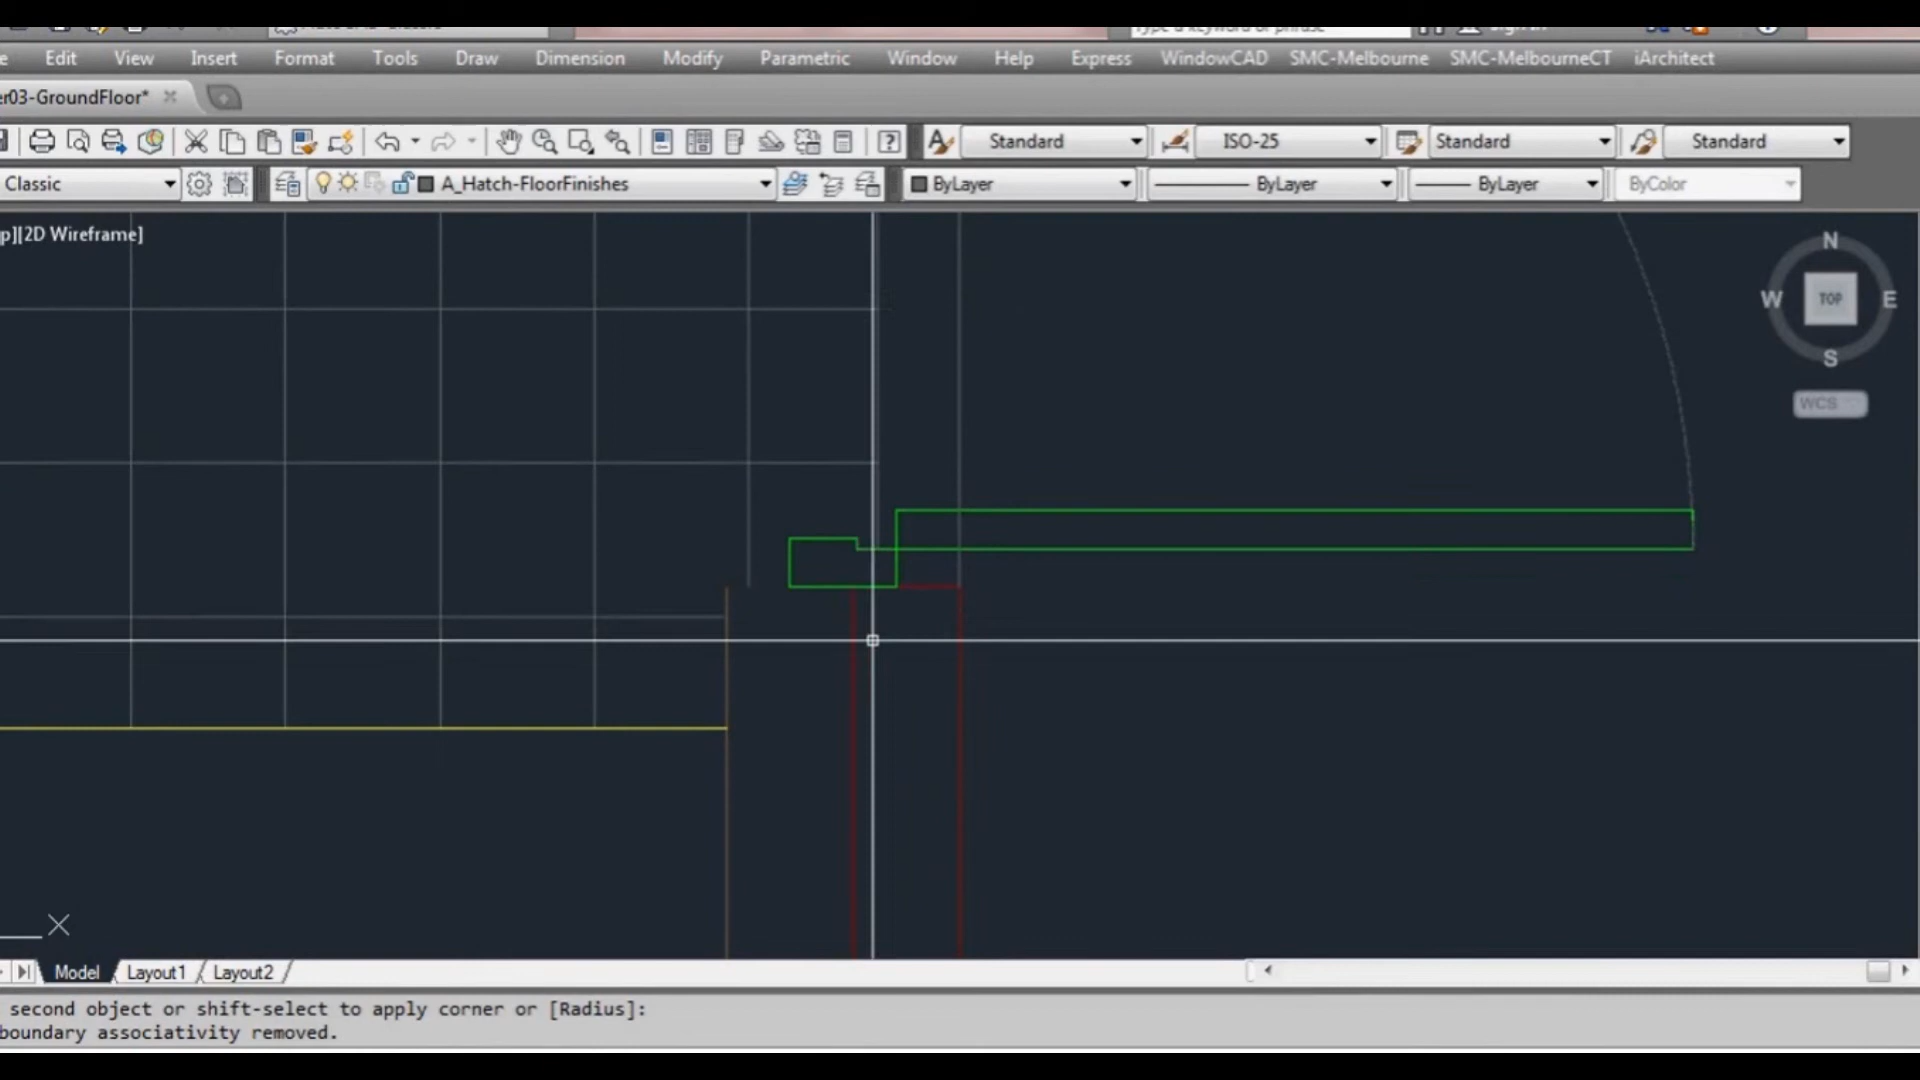 Edit View Insert Format Tools Draw Dimension Modify Parametric Window Help Express WindowCAD SMC-Melbourne SMC-MelbourneCT iArchitect
er03-GroundFloor*
Standard ISO-25 Standard Standard
Classic A_Hatch-FloorFinishes ByLayer ByLayer ByLayer ByColor
p][2D Wireframe]
N
W TOP E
S
WCS
Model Layout1 Layout2
second object or shift-select to apply corner or [Radius]:
boundary associativity removed.